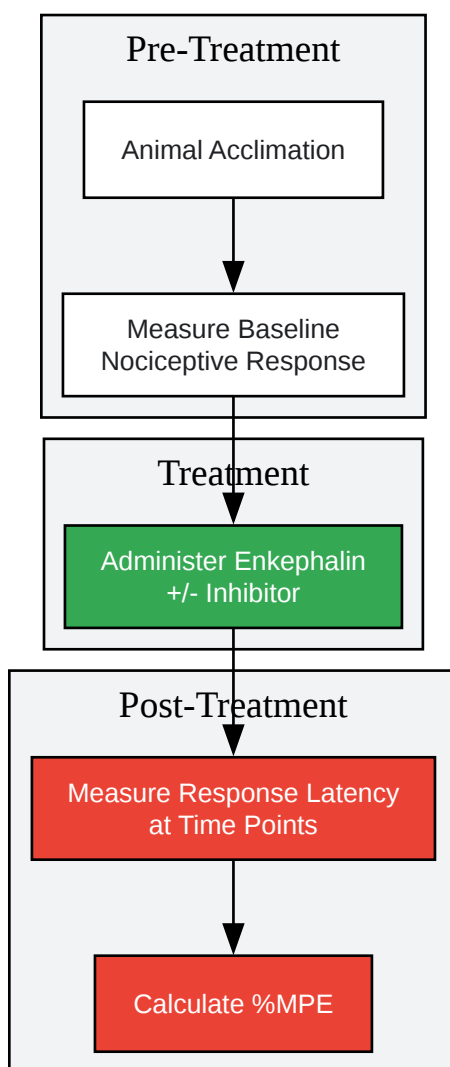 Pre-Treatment
Animal Acclimation
Measure Baseline
Nociceptive Response
Treatment
Administer Enkephalin
+/- Inhibitor
Post-Treatment
Measure Response Latency
at Time Points
Calculate %MPE